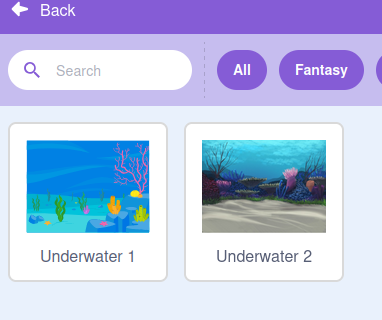 Back
Search
All
Fantasy
Underwater 1
Underwater 2